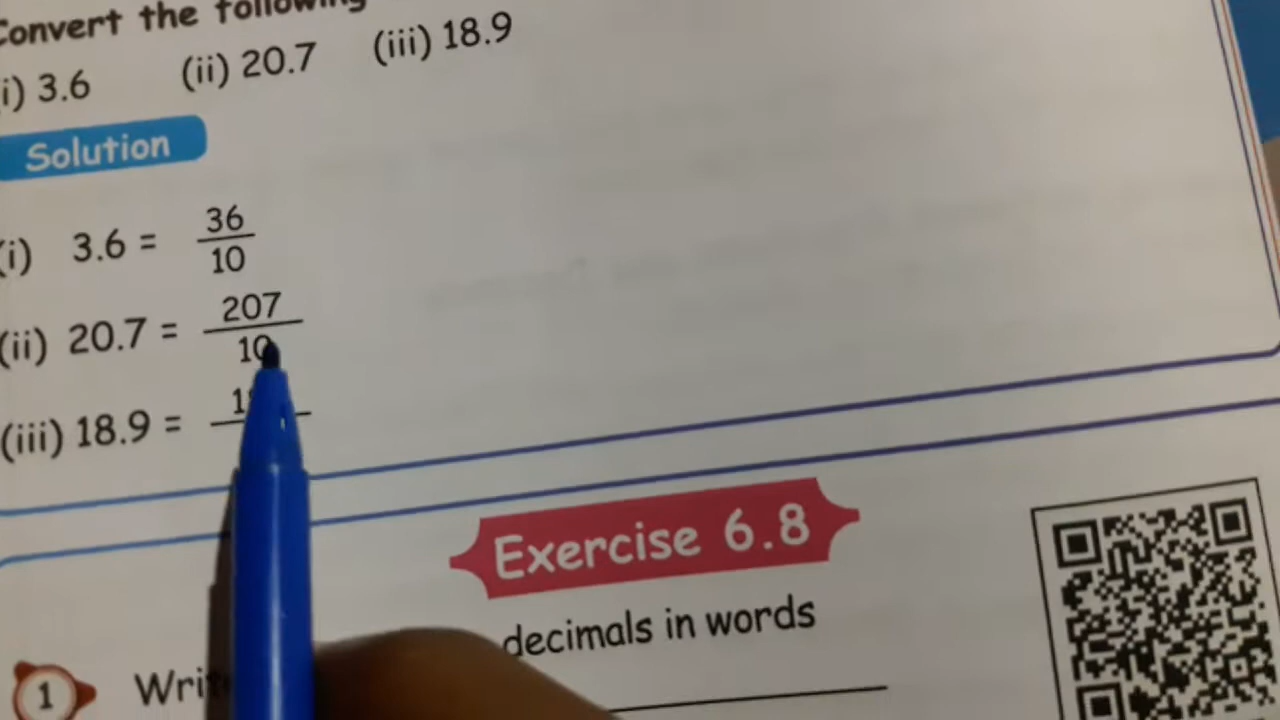 Convert the following
(i) 3.6 (ii) 20.7 (iii) 18.9
Solution
(i) 3.6 = 36/10
(ii) 20.7 = 207/10
(iii) 18.9 =
Exercise 6.8
1 decimals in words